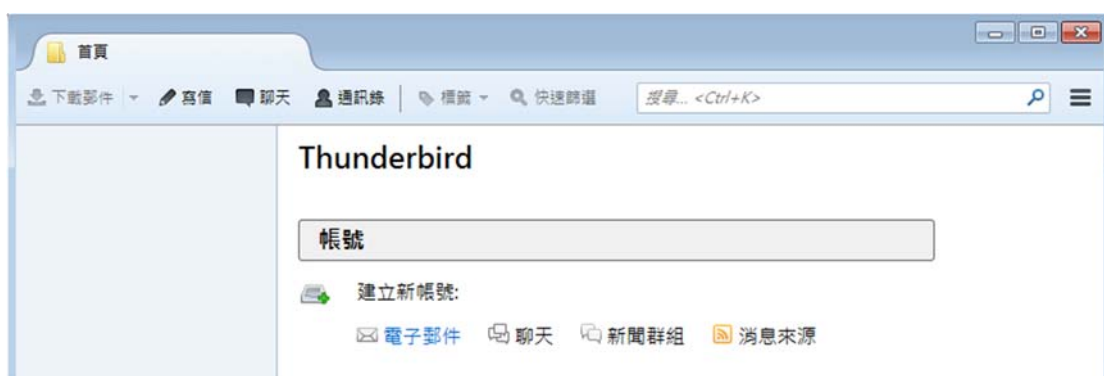 首頁
下載郵件 寫信 聊天 通訊錄 標籤 快速篩選 搜尋... <Ctrl+K>
Thunderbird
帳號
建立新帳號:
電子郵件 聊天 新聞群組 消息來源